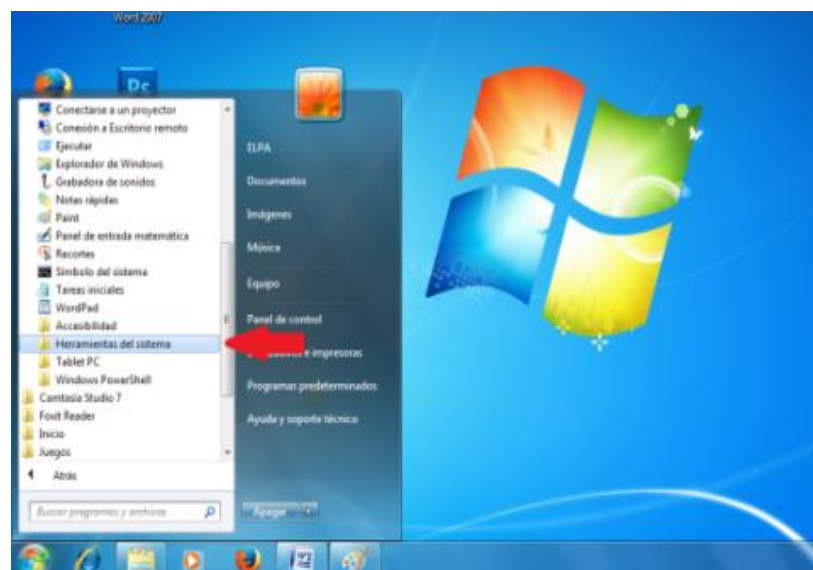 Word 2007
Ps
Conectarse a un proyector
Conexión a Escritorio remoto
Ejecutar
Explorador de Windows
Grabadora de sonidos
Notas rápidas
Paint
Panel de entrada matemática
Recortes
Símbolo del sistema
Tareas iniciales
WordPad
Accesibilidad
Herramientas del sistema
Tablet PC
Windows PowerShell
Camtasia Studio 7
Foxit Reader
Inicio
Juegos
Atrás
Buscar programas y archivos
ELPA
Documentos
Imágenes
Música
Equipo
Panel de control
e impresoras
Programas predeterminados
Ayuda y soporte técnico
Apagar